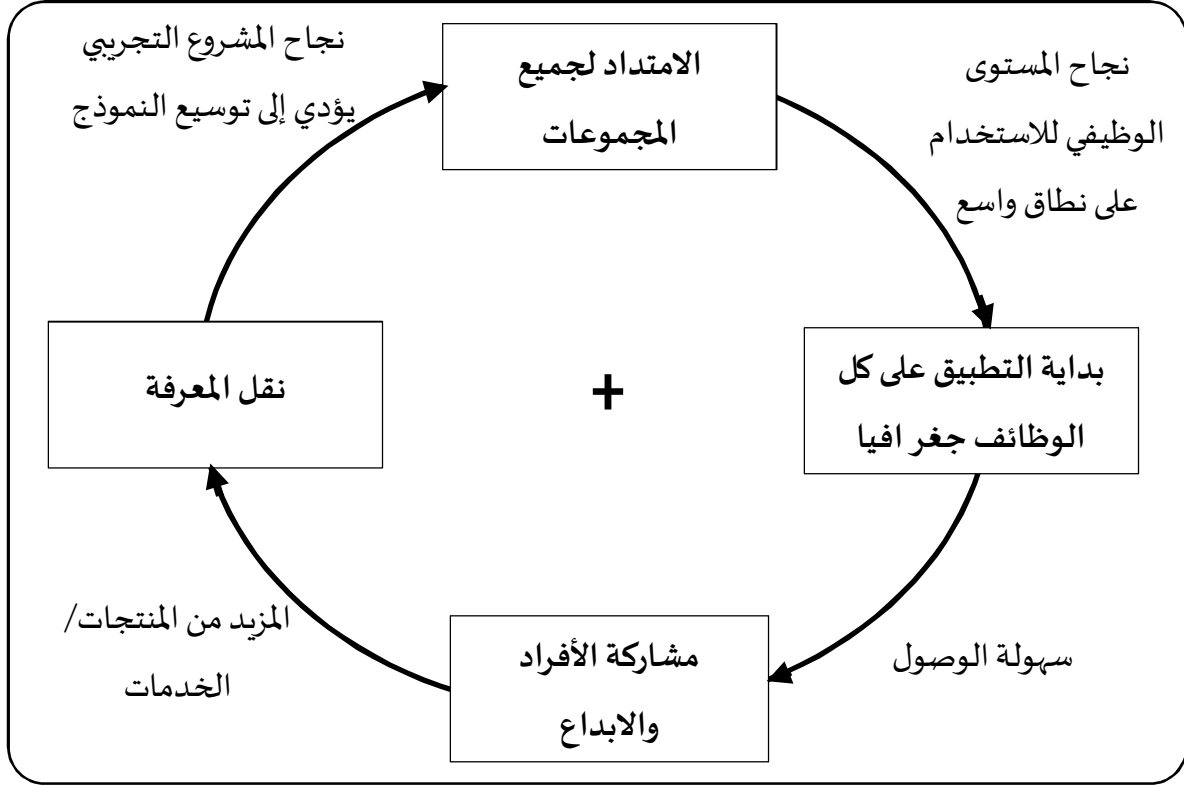 نجاح المشروع التجريبي
يؤدي إلى توسيع النموذج
الامتداد لجميع
المجموعات
نجاح المستوى
الوظيفي للاستخدام
على نطاق واسع
نقل المعرفة
+
بداية التطبيق على كل
الوظائف جغر افيا
المزيد من المنتجات/
الخدمات
مشاركة الأفراد
والابداع
سهولة الوصول